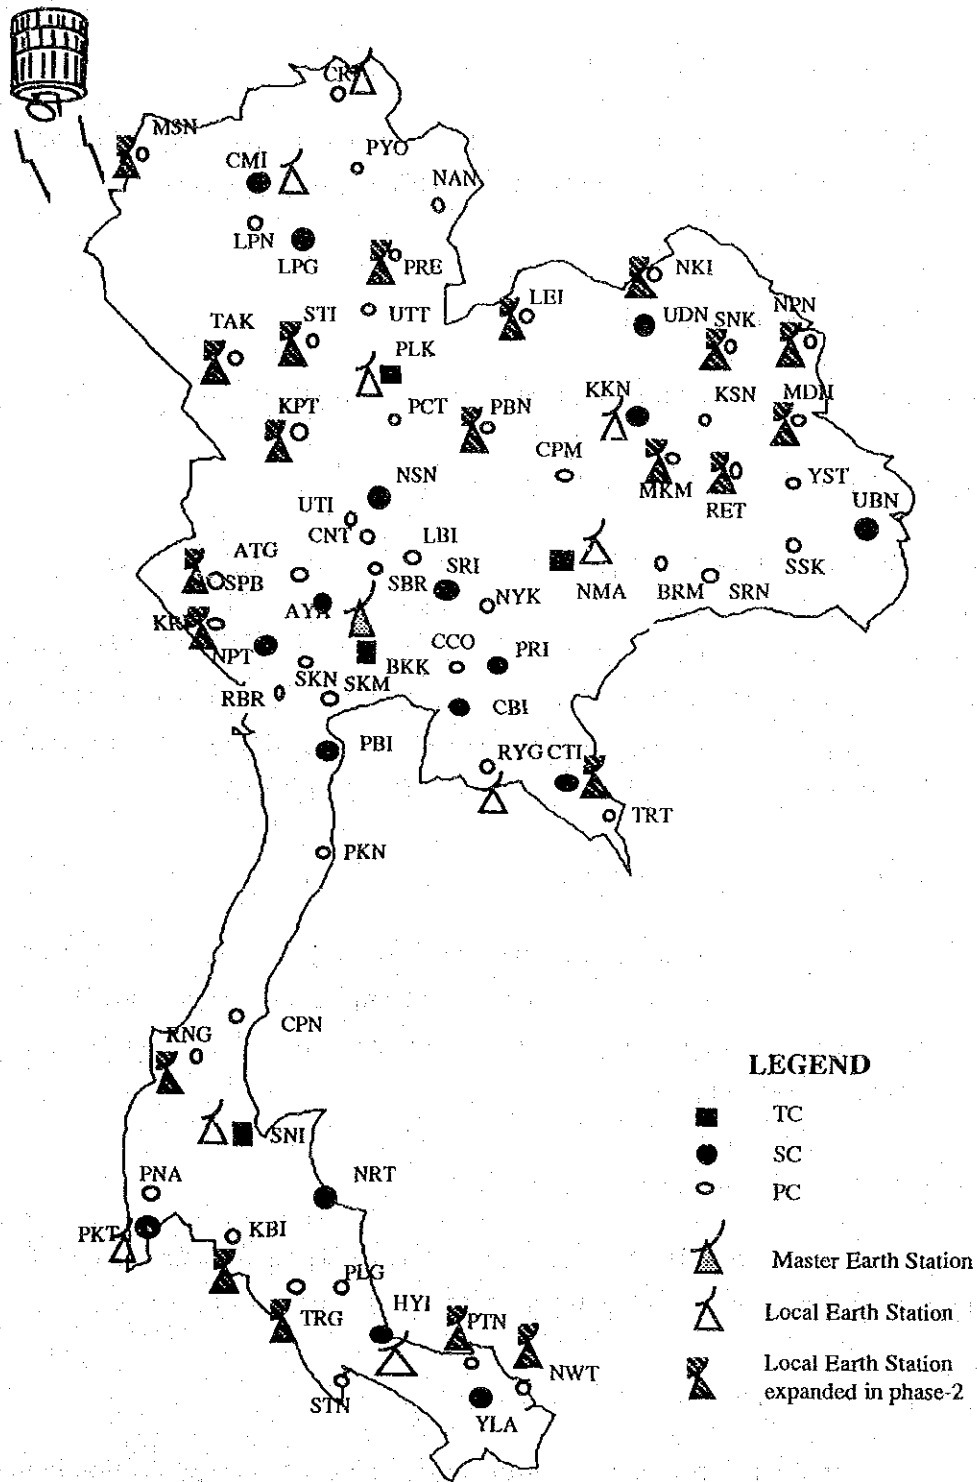 CRI
MSN
PYO
CMI
NAN
LPN
LPG
PRE
NKI
LEI
UTT
STI
TAK
UDN
SNK
NPN
PLK
KPT
PCT
PBN
KKN
KSN
MDH
CPM
NSN
MKM
RET
YST
UBN
UTI
CNT
LBI
ATG
SPB
SBR
SRI
NMA
BRM
SRN
SSK
AYA
NYK
NPT
CCO
PRI
BKK
SKN
SKM
RBR
CBI
PBI
RYG
CTI
TRT
PKN
CPN
RNG
SNI
PNA
NRT
PKT
KBI
PLG
TRG
HYI
PTN
NWT
STN
YLA
LEGEND
TC
SC
PC
Master Earth Station
Local Earth Station
Local Earth Station
expanded in phase-2